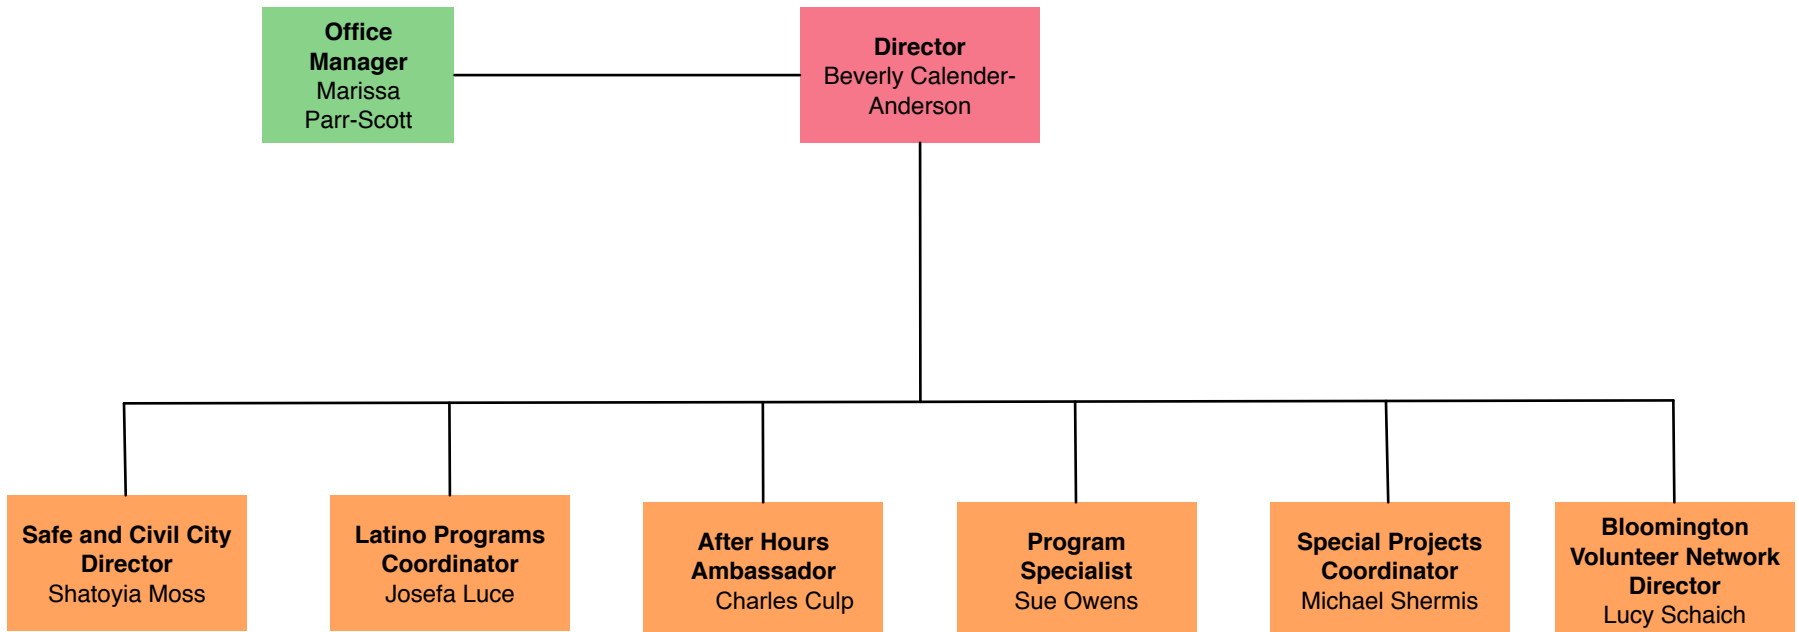 Office
Manager
Marissa
Parr-Scott
Director
Beverly Calender-
Anderson
Safe and Civil City
Director
Shatoyia Moss
Latino Programs
Coordinator
Josefa Luce
After Hours
Ambassador
Charles Culp
Program
Specialist
Sue Owens
Special Projects
Coordinator
Michael Shermis
Bloomington
Volunteer Network
Director
Lucy Schaich